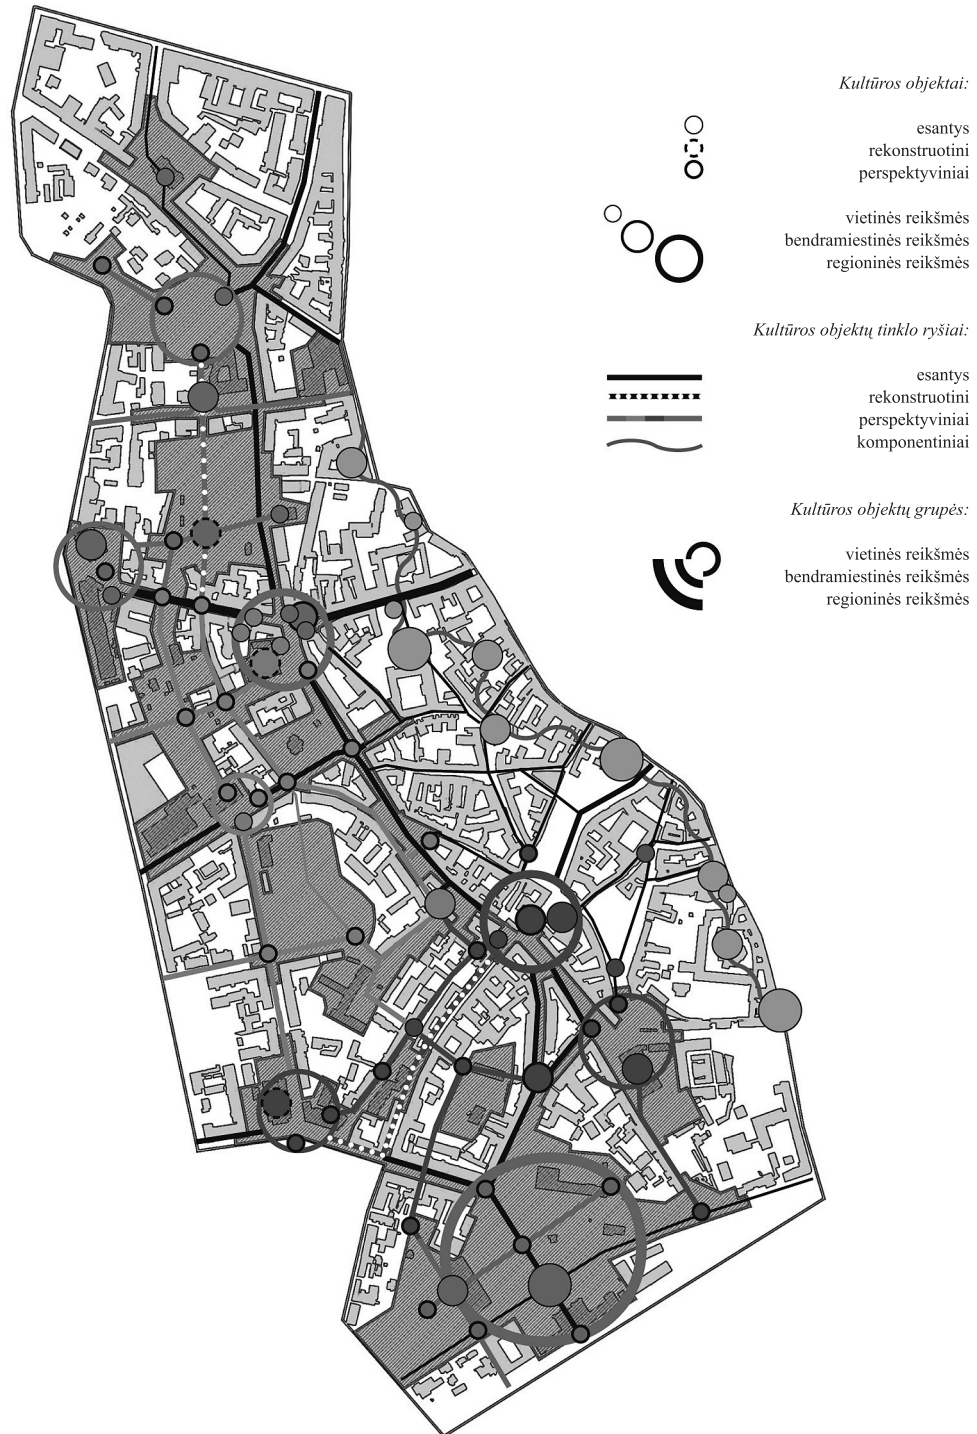 Kultūros objektai:
esantys
rekonstruotini
perspektyviniai
vietinės reikšmės
bendramiestinės reikšmės
regioninės reikšmės
Kultūros objektų tinklo ryšiai:
esantys
rekonstruotini
perspektyviniai
komponentiniai
Kultūros objektų grupės:
vietinės reikšmės
bendramiestinės reikšmės
regioninės reikšmės